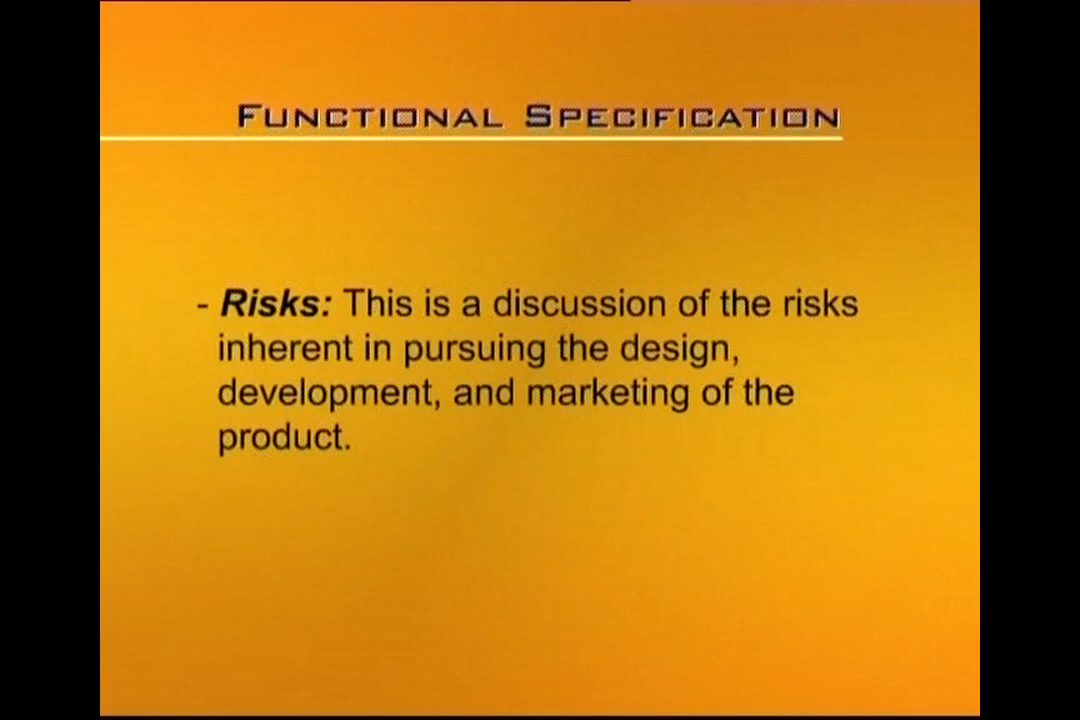 FUNCTIONAL SPECIFICATION
- Risks: This is a discussion of the risks
inherent in pursuing the design,
development, and marketing of the
product.